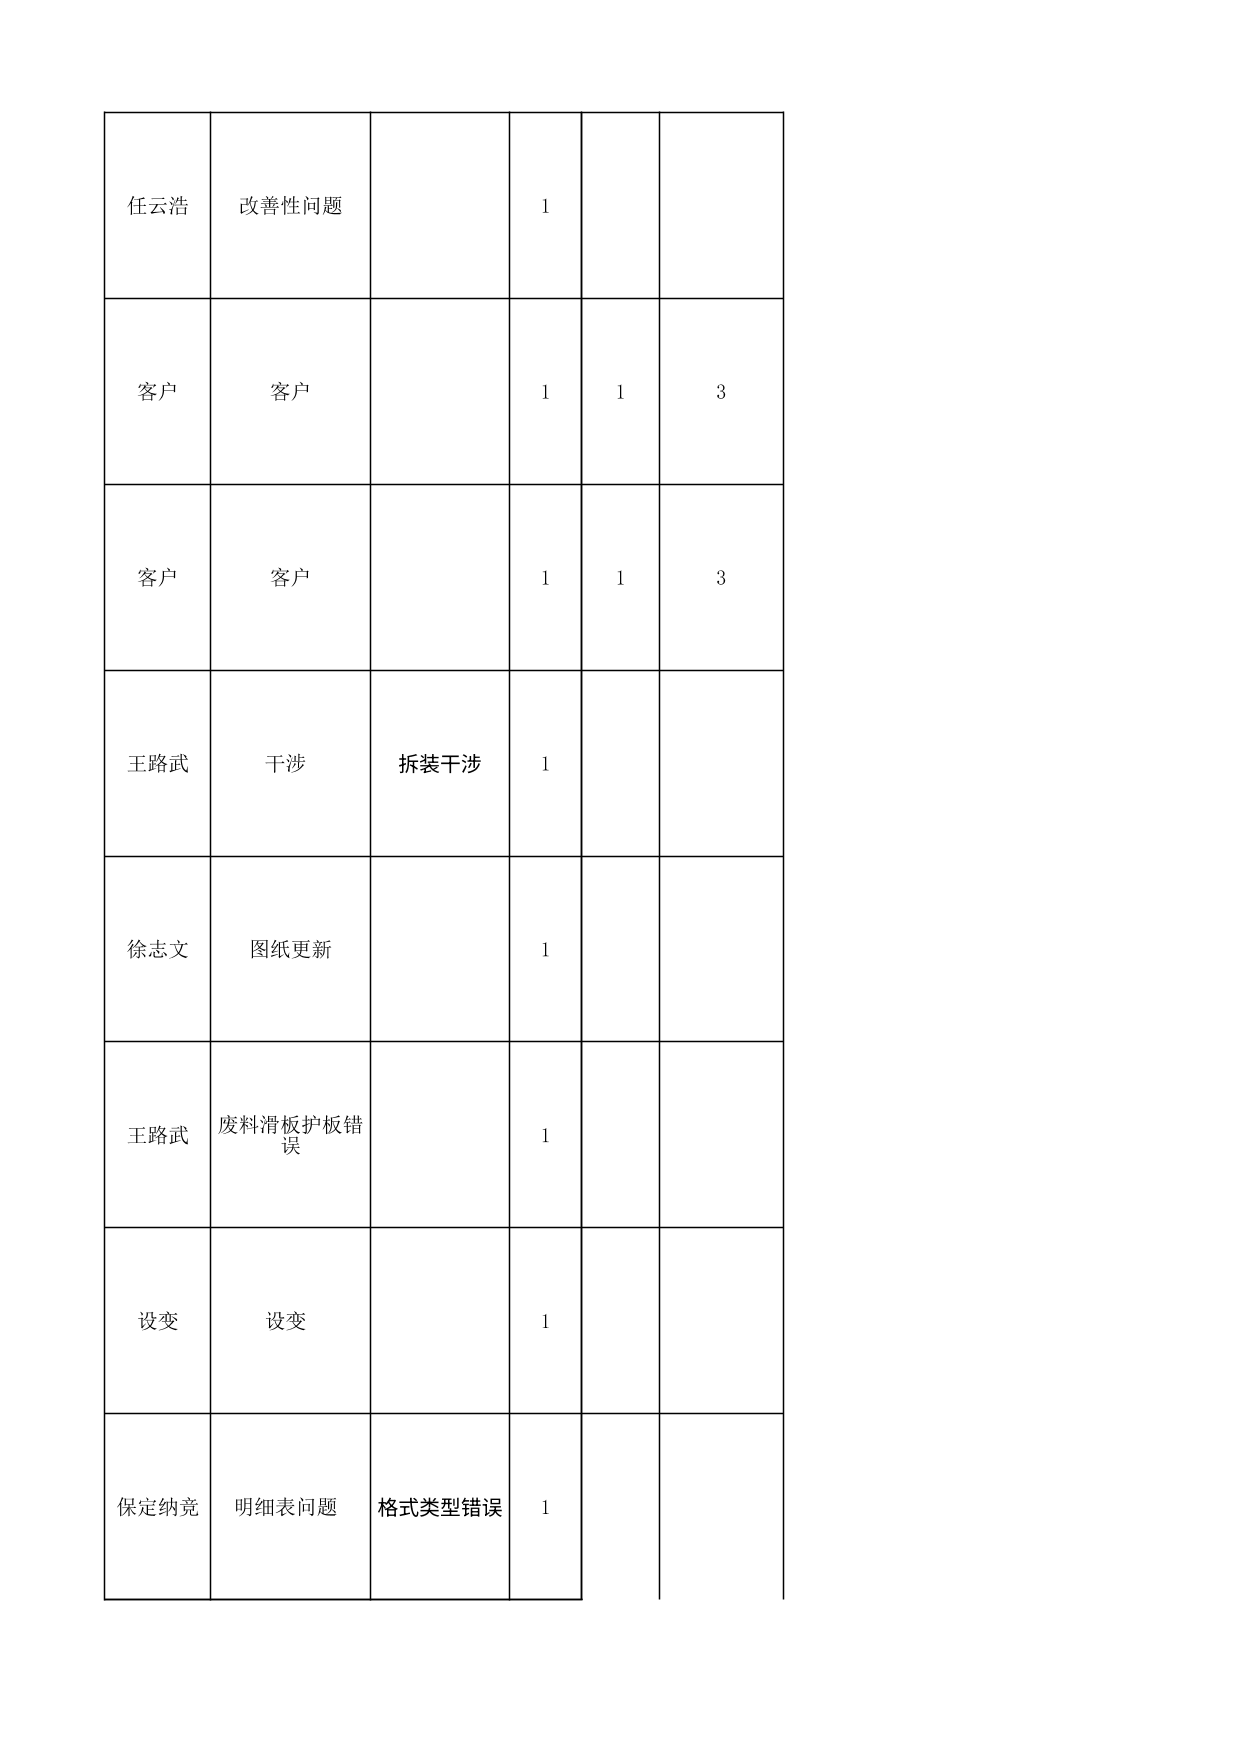 任云浩 改善性问题 1
客户 客户 1 1 3
客户 客户 1 1 3
王路武 干涉 拆装干涉 1
徐志文 图纸更新 1
王路武 废料滑板护板错
误 1
设变 设变 1
保定纳竞 明细表问题 格式类型错误 1